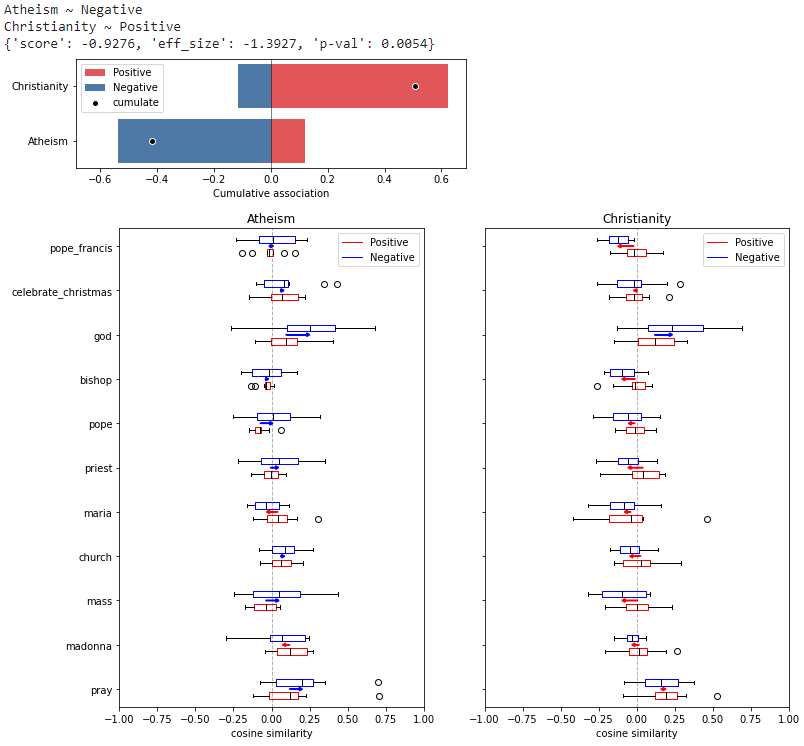 Atheism ~ Negative
Christianity ~ Positive
{'score': -0.9276, 'eff_size': -1.3927, 'p-val': 0.0054}
Positive
Negative
cumulate
Christianity
Atheism
−0.6 −0.4 −0.2 0.0 0.2 0.4 0.6
Cumulative association
Atheism Christianity
Positive Positive
Negative Negative
pope_francis
celebrate_christmas
god
bishop
pope
priest
maria
church
mass
madonna
pray
−1.00 −0.75 −0.50 −0.25 0.00 0.25 0.50 0.75 1.00 −1.00 −0.75 −0.50 −0.25 0.00 0.25 0.50 0.75 1.00
cosine similarity cosine similarity